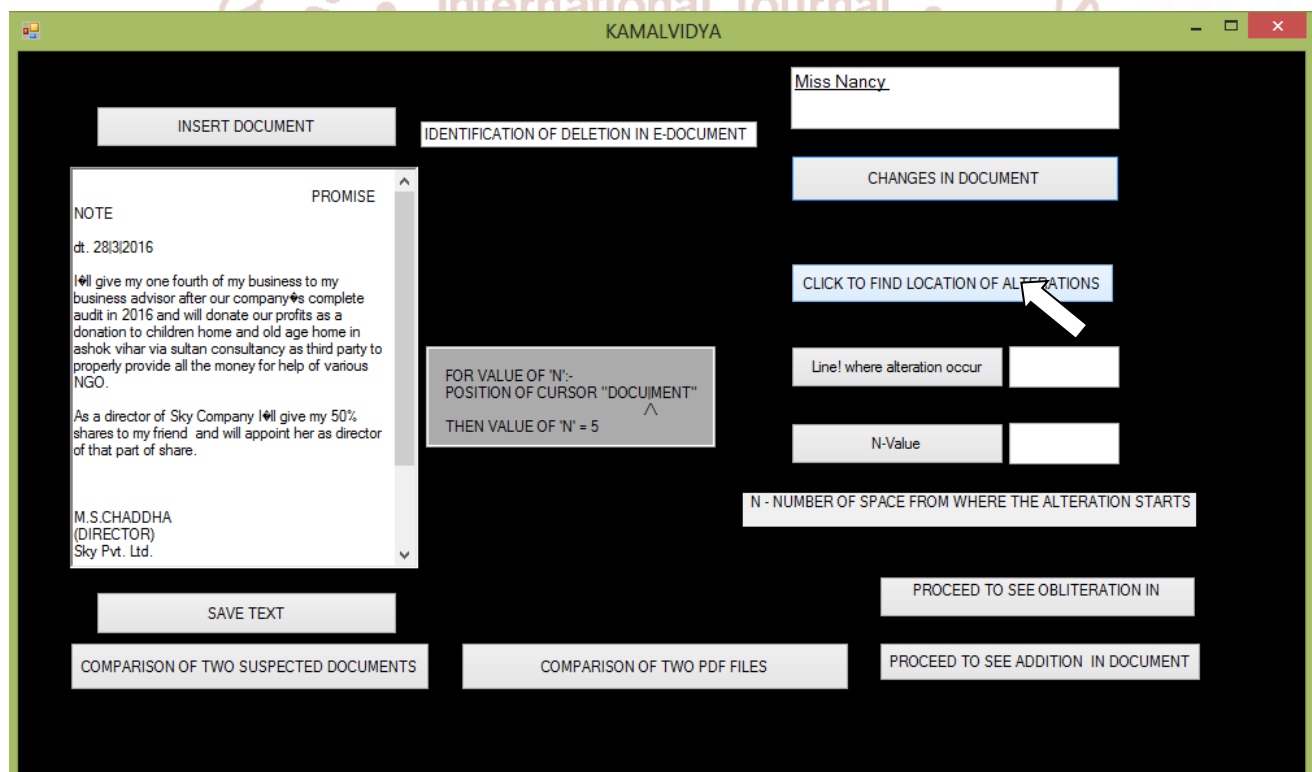 International Journal
KAMALVIDYA
INSERT DOCUMENT
IDENTIFICATION OF DELETION IN E-DOCUMENT
Miss Nancy
CHANGES IN DOCUMENT
PROMISE
NOTE
dt. 28|3|2016
I�ll give my one fourth of my business to my
business advisor after our company�s complete
audit in 2016 and will donate our profits as a
donation to children home and old age home in
ashok vihar via sultan consultancy as third party to
properly provide all the money for help of various
NGO.
As a director of Sky Company I�ll give my 50%
shares to my friend  and will appoint her as director
of that part of share.
M.S.CHADDHA
(DIRECTOR)
Sky Pvt. Ltd.
CLICK TO FIND LOCATION OF ALTERATIONS
FOR VALUE OF 'N':-
POSITION OF CURSOR "DOCU|MENT"
/\
THEN VALUE OF 'N' = 5
Line! where alteration occur
N-Value
N - NUMBER OF SPACE FROM WHERE THE ALTERATION STARTS
SAVE TEXT
PROCEED TO SEE OBLITERATION IN
COMPARISON OF TWO SUSPECTED DOCUMENTS
COMPARISON OF TWO PDF FILES
PROCEED TO SEE ADDITION  IN DOCUMENT